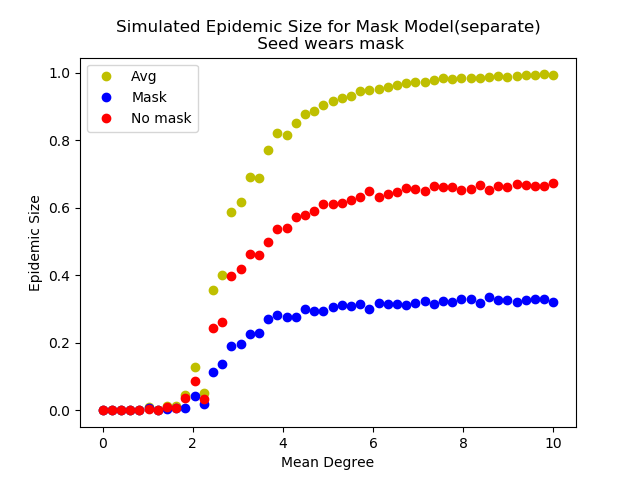 Simulated Epidemic Size for Mask Model(separate)
Seed wears mask
Avg
Mask
No mask
1.0
0.8
0.6
0.4
0.2
0.0
Epidemic Size
0 2 4 6 8 10
Mean Degree